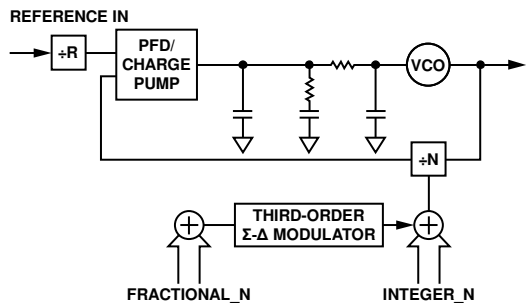 REFERENCE IN
÷R
PFD/
CHARGE
PUMP
VCO
÷N
THIRD-ORDER
Σ-Δ MODULATOR
+
+
FRACTIONAL_N
INTEGER_N